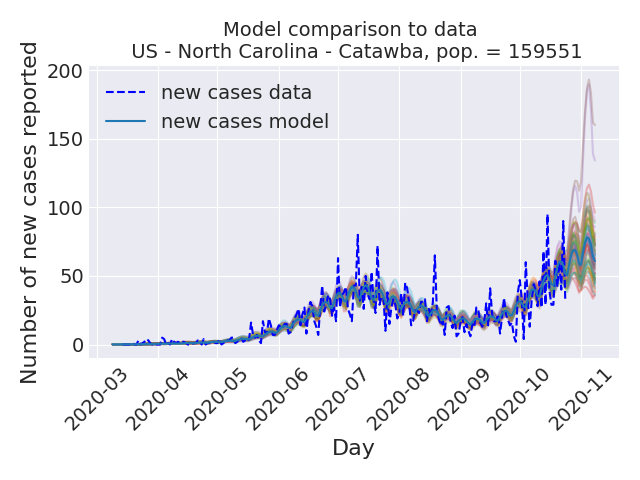 Model comparison to data
US - North Carolina - Catawba, pop. = 159551
Number of new cases reported
200
150
100
50
0
new cases data
new cases model
2020-03
2020-04
2020-05
2020-06
2020-07
2020-08
2020-09
2020-10
2020-11
Day